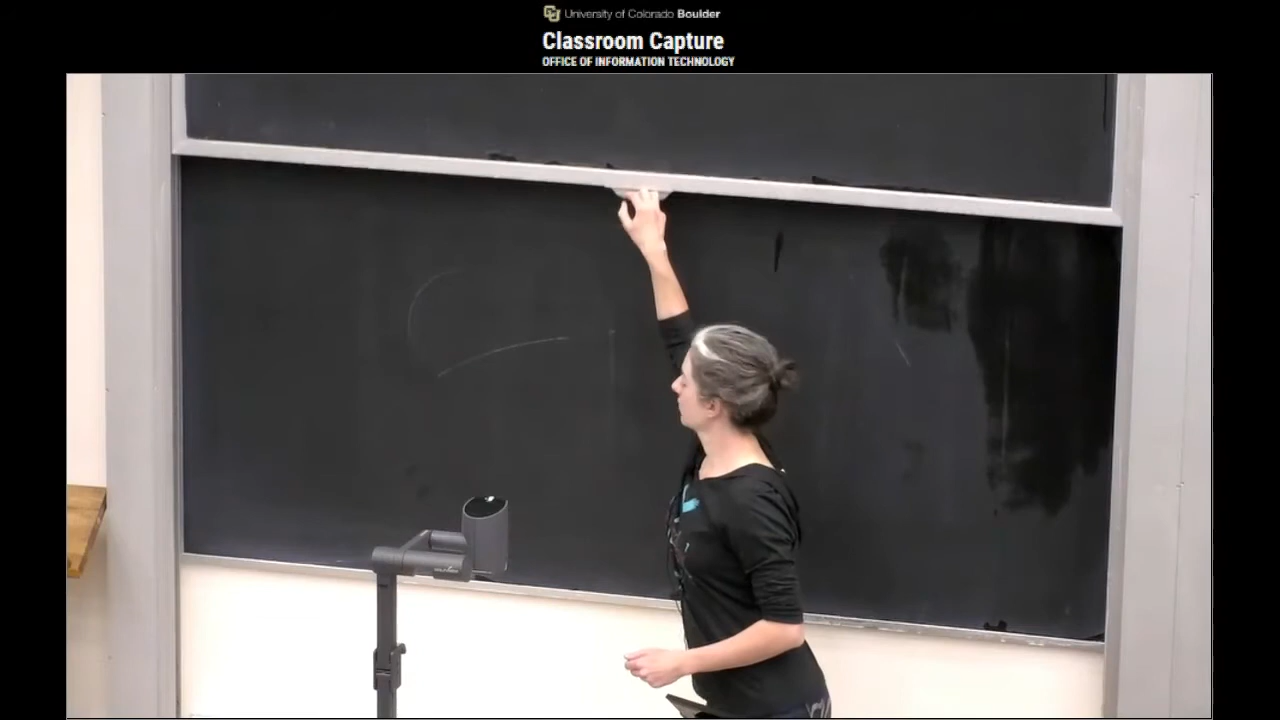 University of Colorado Boulder
Classroom Capture
OFFICE OF INFORMATION TECHNOLOGY